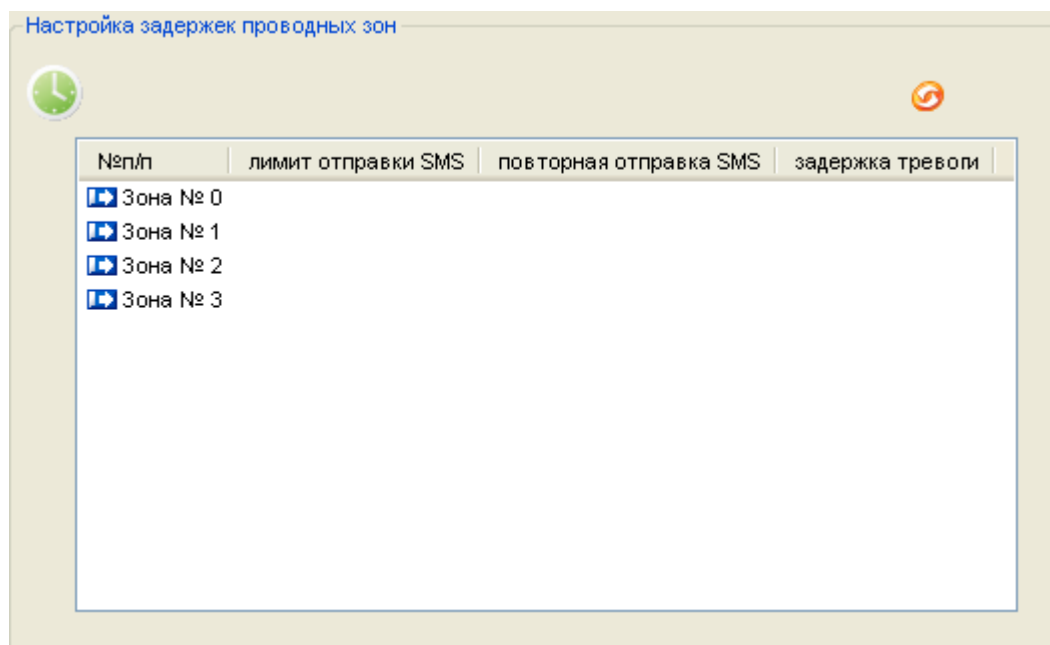 Настройка задержек проводных зон
№п/п лимит отправки SMS повторная отправка SMS задержка тревоги
Зона № 0
Зона № 1
Зона № 2
Зона № 3